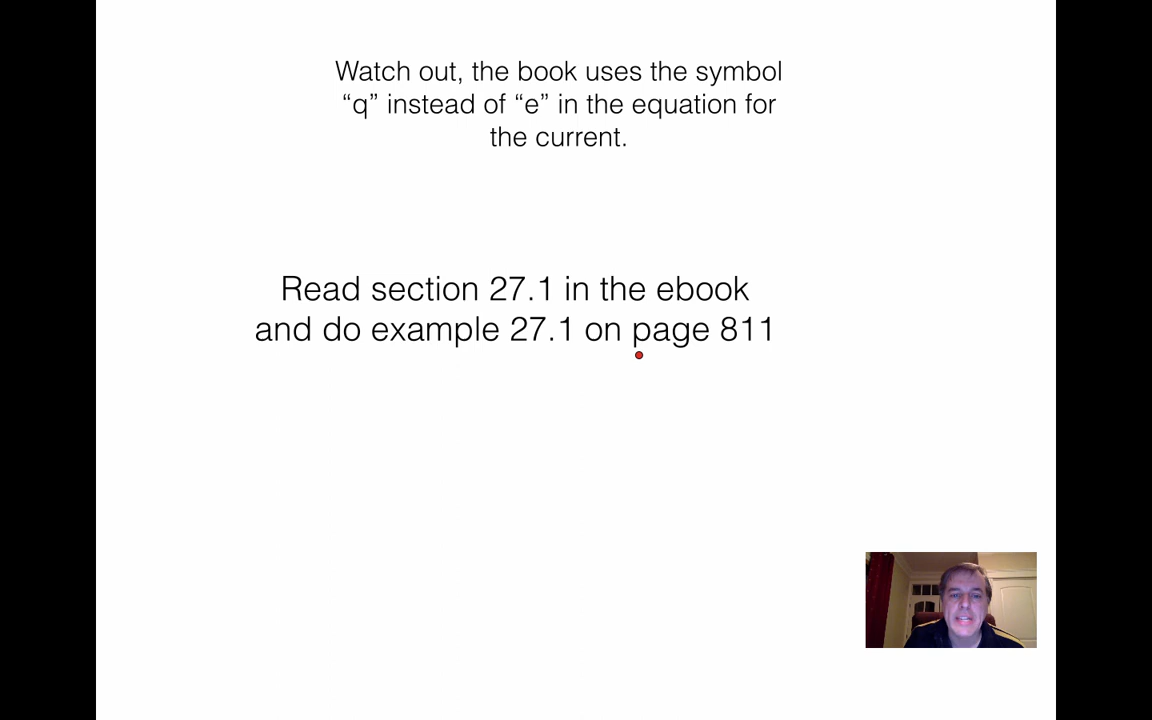 Watch out, the book uses the symbol
“q” instead of “e” in the equation for
the current.
Read section 27.1 in the ebook
and do example 27.1 on page 811